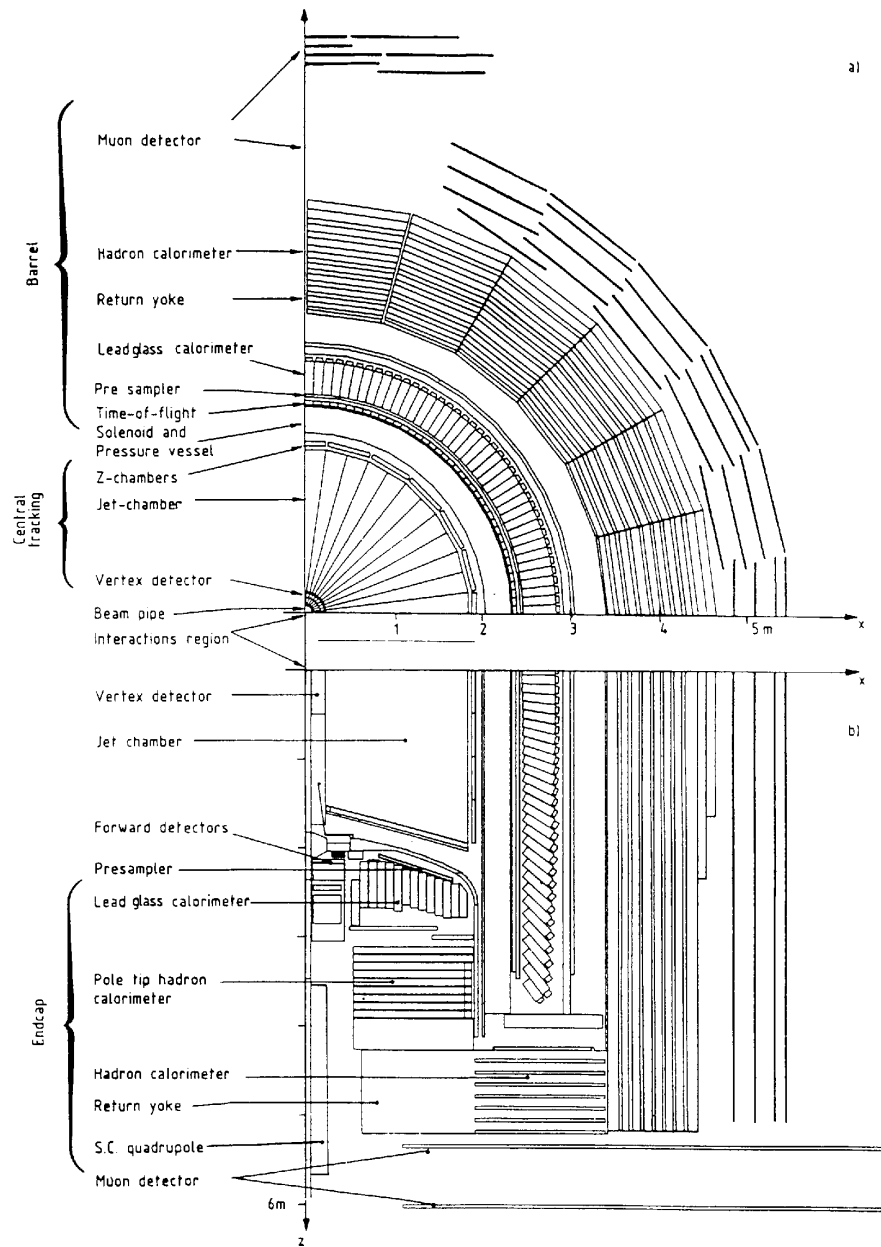 a)
Muon detector
Barrel
Hadron calorimeter
Return yoke
Leadglass calorimeter
Pre sampler
Time-of-flight
Solenoid and
Pressure vessel
Z-chambers
Central
tracking
Jet-chamber
Vertex detector
Beam pipe
Interactions region
1 2 3 4 5 m x
x
Vertex detector
b)
Jet chamber
Forward detectors
Presampler
Lead glass calorimeter
Endcap
Pole tip hadron
calorimeter
Hadron calorimeter
Return yoke
S.C. quadrupole
Muon detector
6m
z